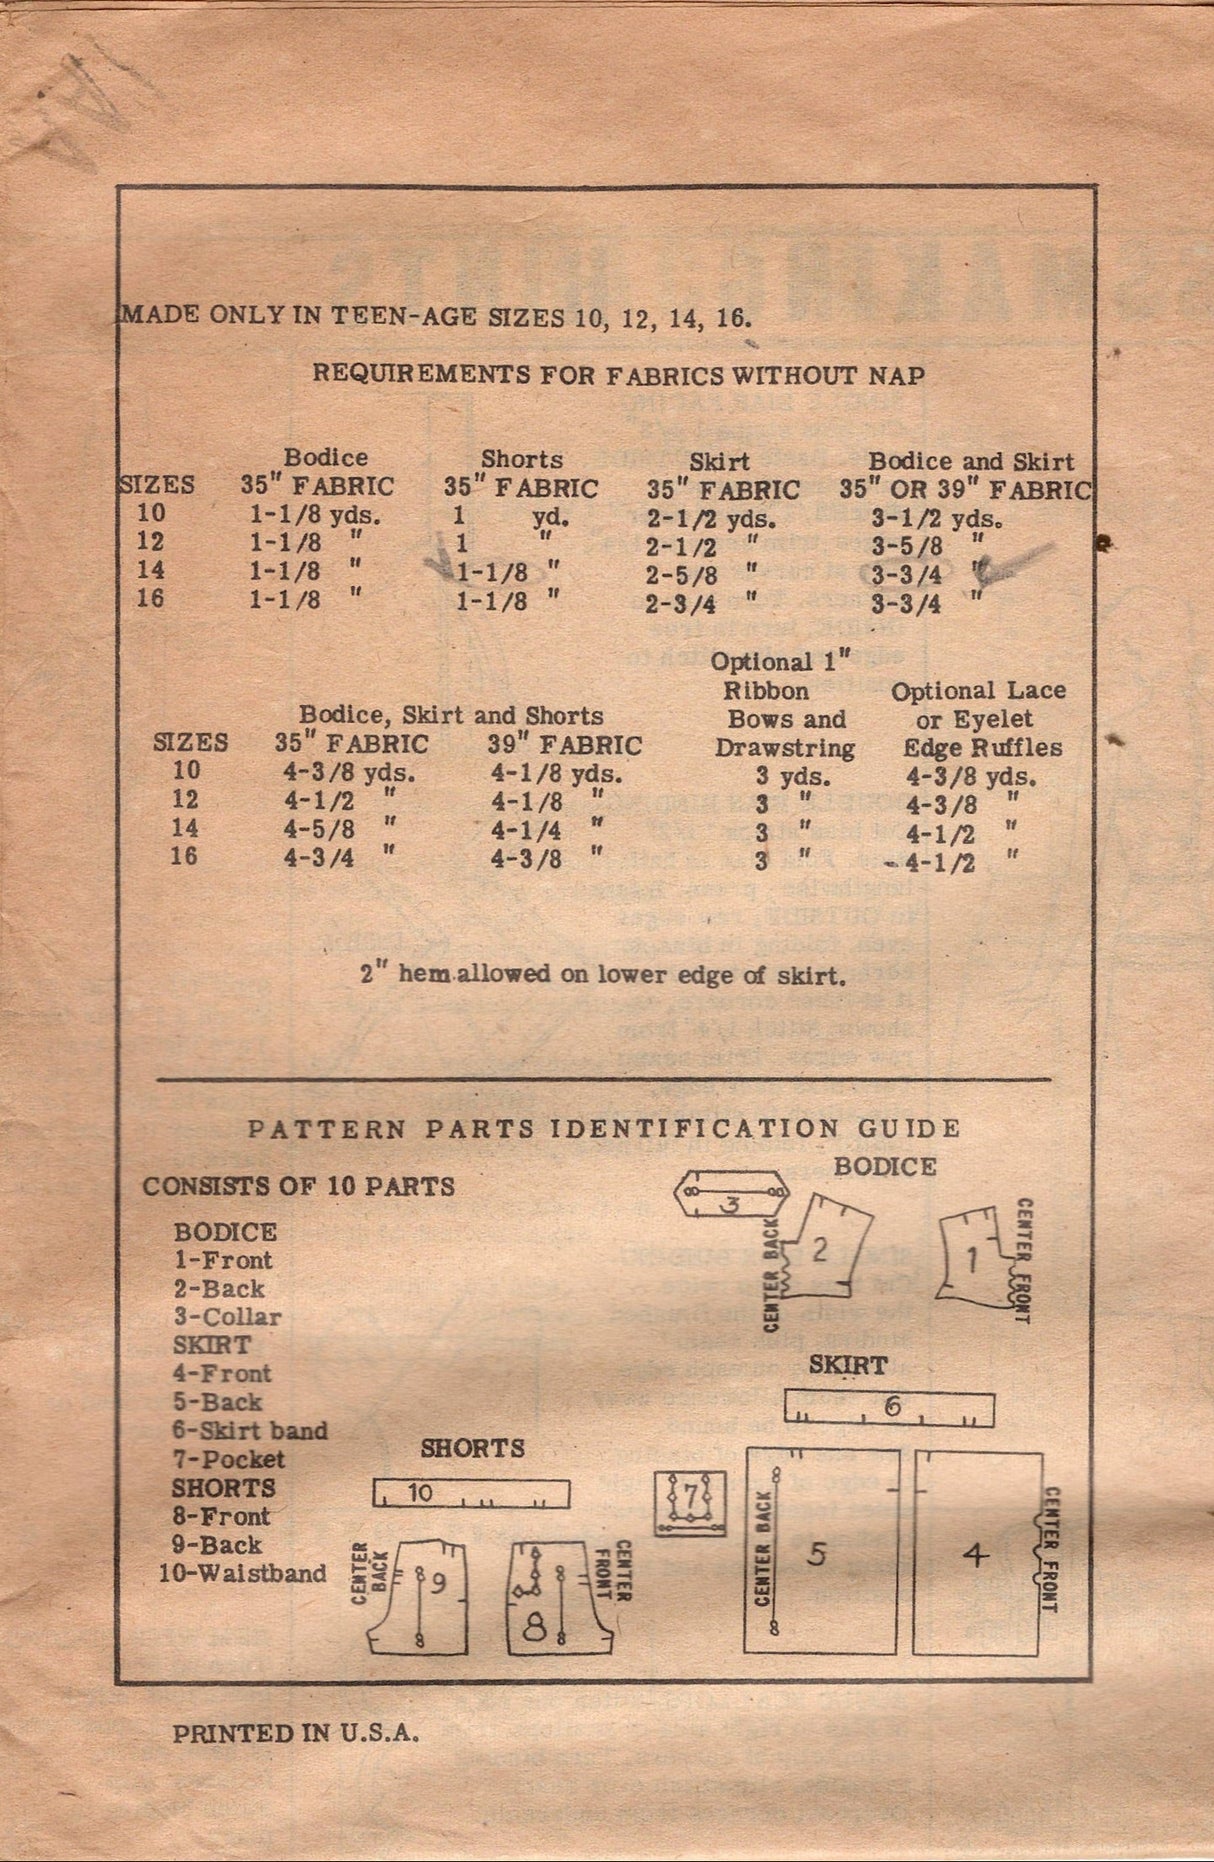 MADE ONLY IN TEEN-AGE SIZES 10, 12, 14, 16.
REQUIREMENTS FOR FABRICS WITHOUT NAP
Bodice Shorts Skirt Bodice and Skirt
SIZES 35" FABRIC 35" FABRIC 35" FABRIC 35" OR 39" FABRIC
10 1-1/8 yds. 1 yd. 2-1/2 yds. 3-1/2 yds.
12 1-1/8 " 1 " 2-1/2 " 3-5/8 "
14 1-1/8 " 1-1/8 " 2-5/8 " 3-3/4 "
16 1-1/8 " 1-1/8 " 2-3/4 " 3-3/4 "
Optional 1"
Ribbon Optional Lace
Bodice, Skirt and Shorts Bows and or Eyelet
SIZES 35" FABRIC 39" FABRIC Drawstring Edge Ruffles
10 4-3/8 yds. 4-1/8 yds. 3 yds. 4-3/8 yds.
12 4-1/2 " 4-1/8 " 3 " 4-3/8 "
14 4-5/8 " 4-1/4 " 3 " 4-1/2 "
16 4-3/4 " 4-3/8 " 3 " 4-1/2 "
2" hem allowed on lower edge of skirt.
PATTERN PARTS IDENTIFICATION GUIDE
CONSISTS OF 10 PARTS
BODICE
1-Front
2-Back
3-Collar
SKIRT
4-Front
5-Back
6-Skirt band
7-Pocket
SHORTS
8-Front
9-Back
10-Waistband
BODICE
3
CENTER BACK
2
1
CENTER FRONT
SKIRT
6
SHORTS
10
7
CENTER BACK
5
4
CENTER FRONT
CENTER
BACK
9
8
CENTER
FRONT
PRINTED IN U.S.A.